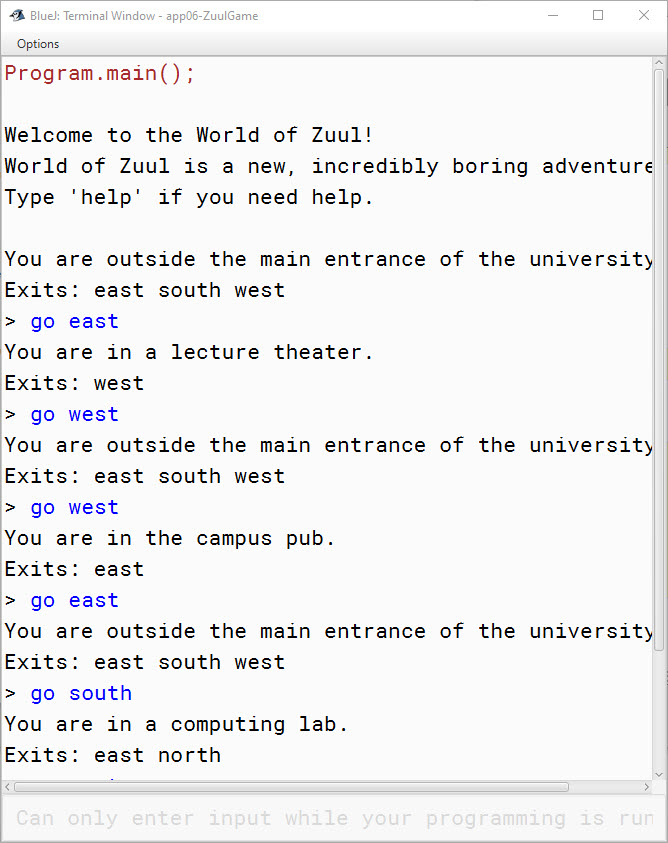 BlueJ: Terminal Window - app06-ZuulGame
Options
Program.main();
Welcome to the World of Zuul!
World of Zuul is a new, incredibly boring adventure
Type 'help' if you need help.
You are outside the main entrance of the university
Exits: east south west
> go east
You are in a lecture theater.
Exits: west
> go west
You are outside the main entrance of the university
Exits: east south west
> go west
You are in the campus pub.
Exits: east
> go east
You are outside the main entrance of the university
Exits: east south west
> go south
You are in a computing lab.
Exits: east north
Can only enter input while your programming is run